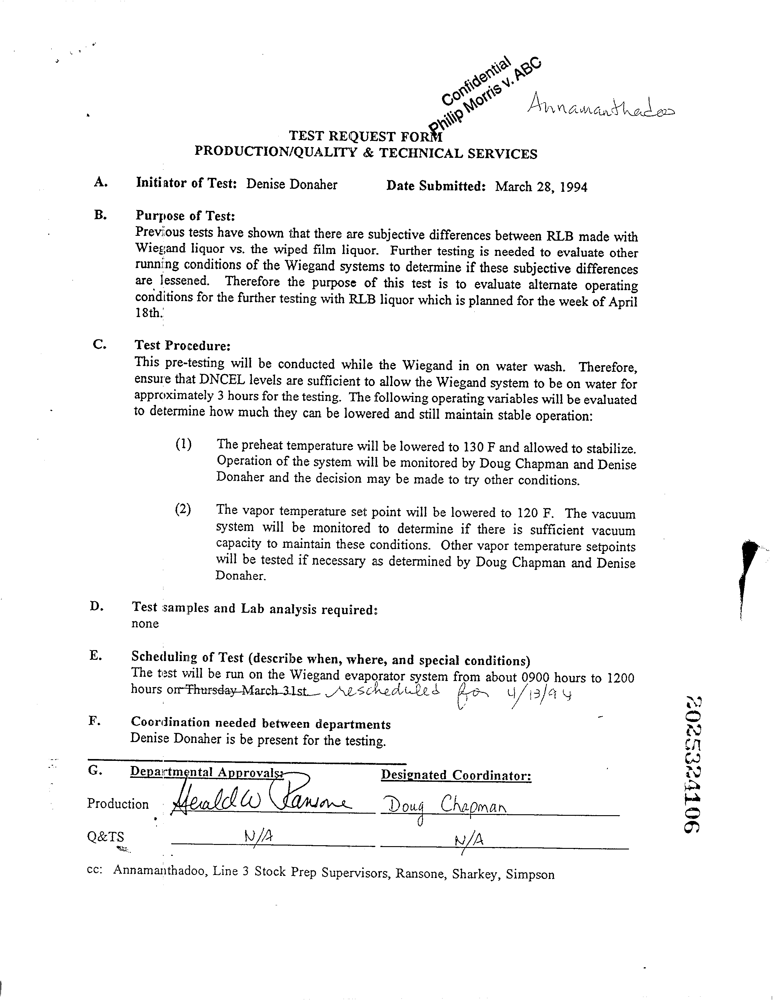 Confidential
Philip Morris v. ABC
Annamanthadoo
TEST REQUEST FORM
PRODUCTION/QUALITY & TECHNICAL SERVICES
A. Initiator of Test: Denise Donaher Date Submitted: March 28, 1994
B. Purpose of Test:
Previous tests have shown that there are subjective differences between RLB made with
Wiegand liquor vs. the wiped film liquor. Further testing is needed to evaluate other
running conditions of the Wiegand systems to determine if these subjective differences
are lessened. Therefore the purpose of this test is to evaluate alternate operating
conditions for the further testing with RLB liquor which is planned for the week of April
18th.
C. Test Procedure:
This pre-testing will be conducted while the Wiegand in on water wash. Therefore,
ensure that DNCEL levels are sufficient to allow the Wiegand system to be on water for
approximately 3 hours for the testing. The following operating variables will be evaluated
to determine how much they can be lowered and still maintain stable operation:
(1) The preheat temperature will be lowered to 130 F and allowed to stabilize.
Operation of the system will be monitored by Doug Chapman and Denise
Donaher and the decision may be made to try other conditions.
(2) The vapor temperature set point will be lowered to 120 F. The vacuum
system will be monitored to determine if there is sufficient vacuum
capacity to maintain these conditions. Other vapor temperature setpoints
will be tested if necessary as determined by Doug Chapman and Denise
Donaher.
D. Test samples and Lab analysis required:
none
E. Scheduling of Test (describe when, where, and special conditions)
The test will be run on the Wiegand evaporator system from about 0900 hours to 1200
hours on Thursday March 31st. rescheduled for 4/13/94
F. Coordination needed between departments
Denise Donaher is be present for the testing.
G. Departmental Approvals: Designated Coordinator:
Production Herald W Ransone Doug Chapman
Q&TS N/A N/A
cc: Annamanthadoo, Line 3 Stock Prep Supervisors, Ransone, Sharkey, Simpson
2025324106